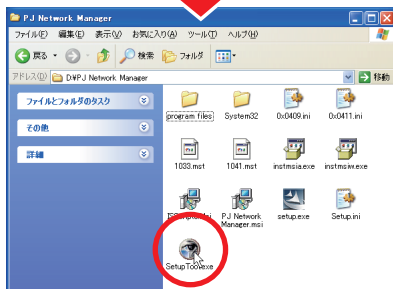 PJ Network Manager
ファイル(F) 編集(E) 表示(V) お気に入り(A) ツール(T) ヘルプ(H)
戻る 検索 フォルダ
アドレス(D) D:¥PJ Network Manager 移動
ファイルとフォルダのタスク
その他
詳細
program files System32 0x0409.ini 0x0411.ini
1033.mst 1041.mst instmsia.exe instmsiw.exe
PJ Network Manager.msi setup.exe Setup.ini
SetupTool.exe